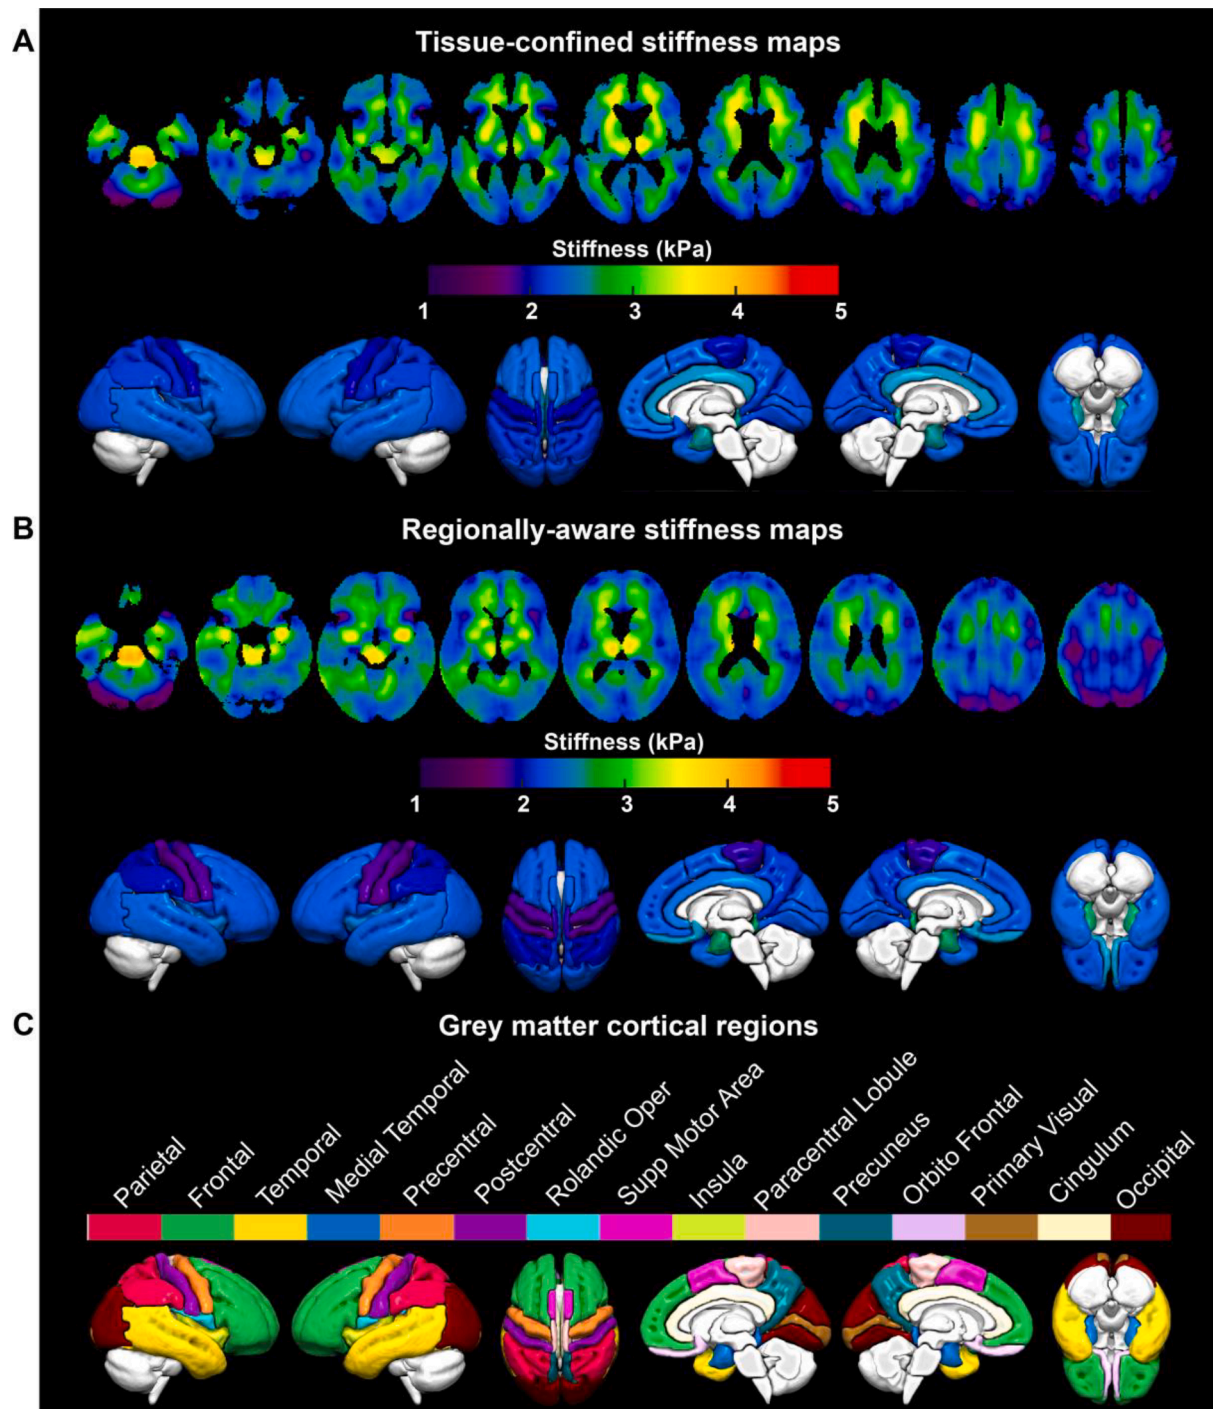 A
Tissue-confined stiffness maps
Stiffness (kPa)
1 2 3 4 5
B
Regionally-aware stiffness maps
Stiffness (kPa)
1 2 3 4 5
C
Grey matter cortical regions
Parietal
Frontal
Temporal
Medial Temporal
Precentral
Postcentral
Rolandic Oper
Supp Motor Area
Insula
Paracentral Lobule
Precuneus
Orbito Frontal
Primary Visual
Cingulum
Occipital